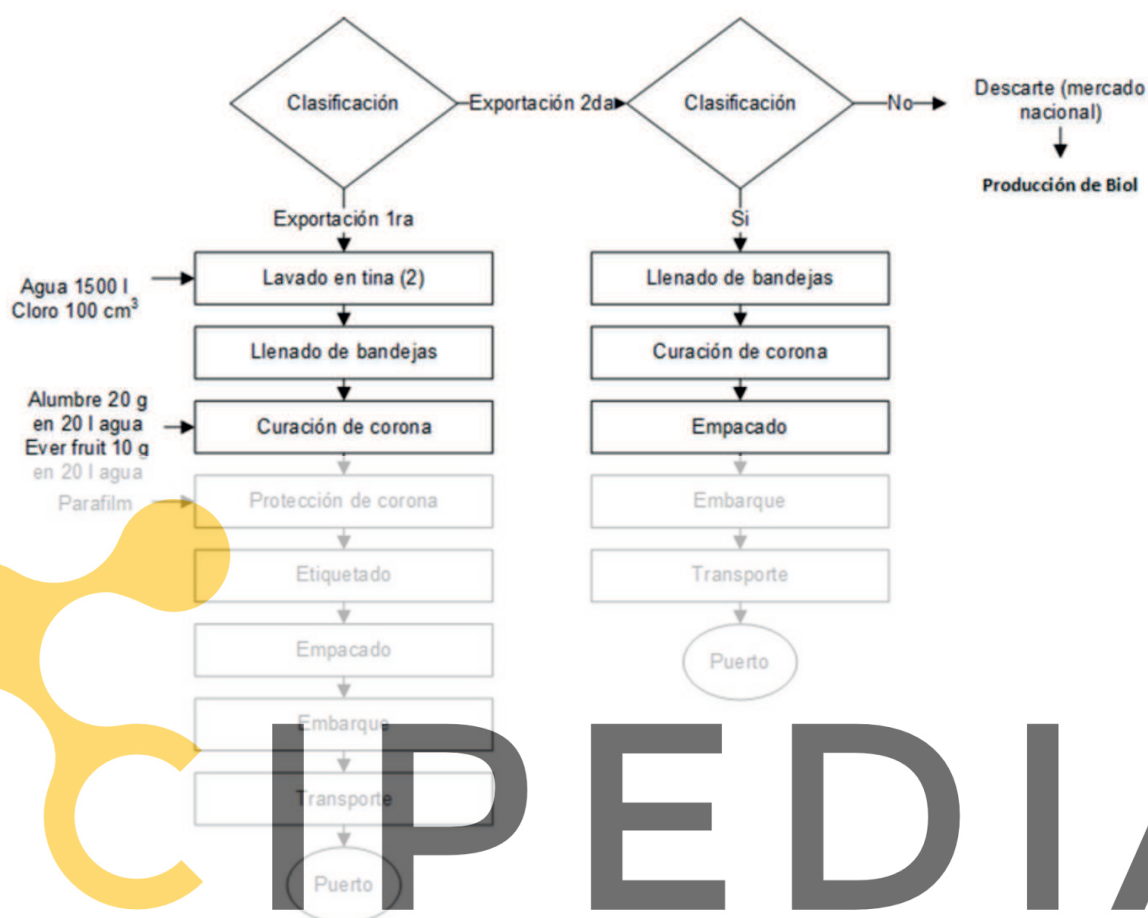 Clasificación
Exportación 2da
Clasificación
No
Descarte (mercado
nacional)
Producción de Biol
Exportación 1ra
Si
Agua 1500 l
Cloro 100 cm³
Lavado en tina (2)
Llenado de bandejas
Llenado de bandejas
Curación de corona
Alumbre 20 g
en 20 l agua
Ever fruit 10 g
en 20 l agua
Curación de corona
Empacado
Parafilm
Protección de corona
Embarque
Etiquetado
Transporte
Empacado
Puerto
Embarque
Transporte
Puerto
CIPEDIA